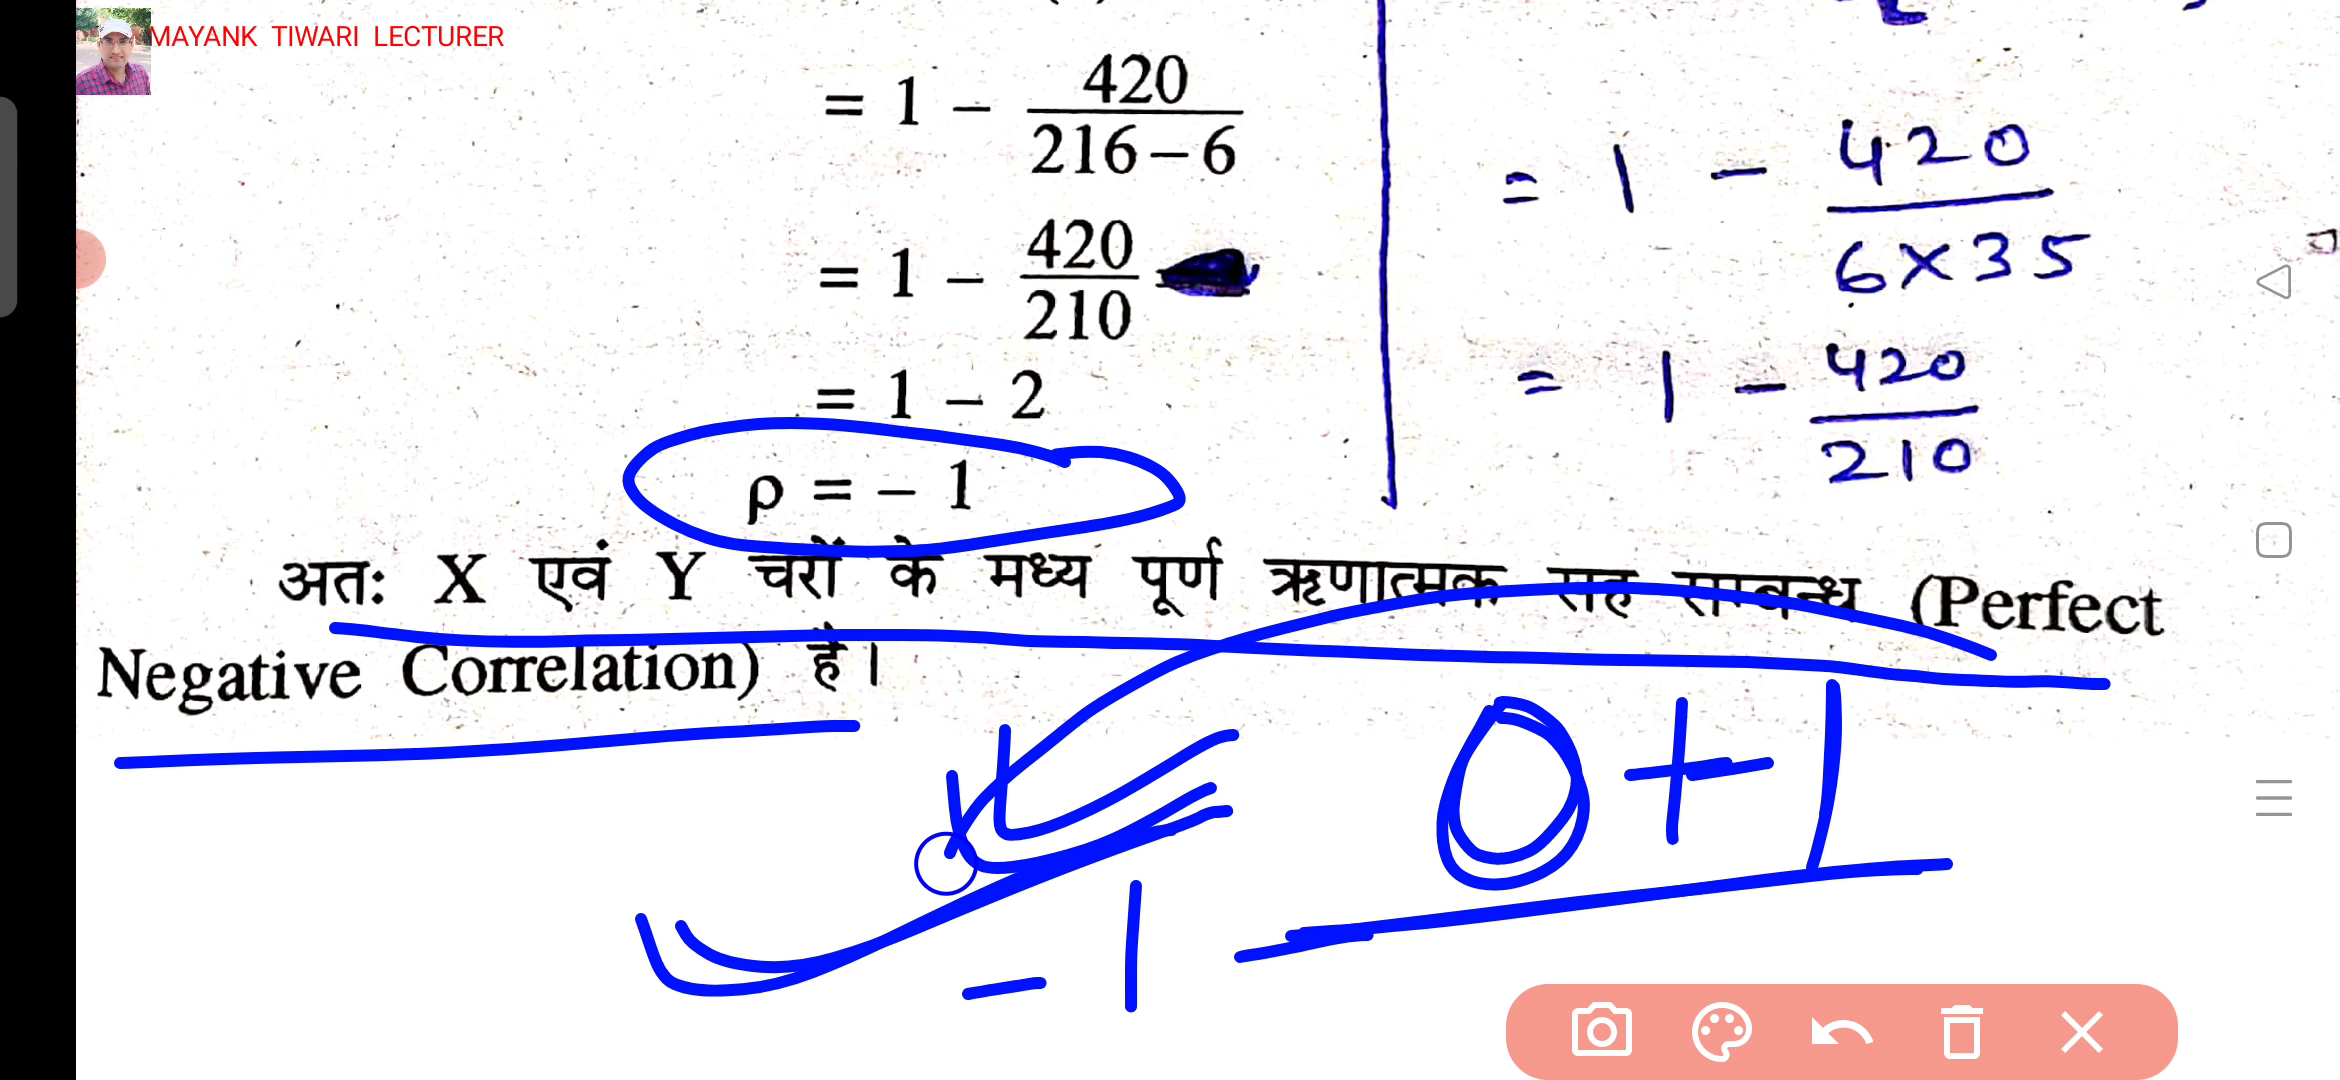 MAYANK TIWARI LECTURER
= 1 - 420 / 216 – 6
= 1 - 420 / 210
= 1 – 2
ρ = – 1
= 1 - 420 / 6 × 35
= 1 - 420 / 210
अतः X एवं Y चरों के मध्य पूर्ण ऋणात्मक सह सम्बन्ध (Perfect
Negative Correlation) है।
0 + 1
- 1